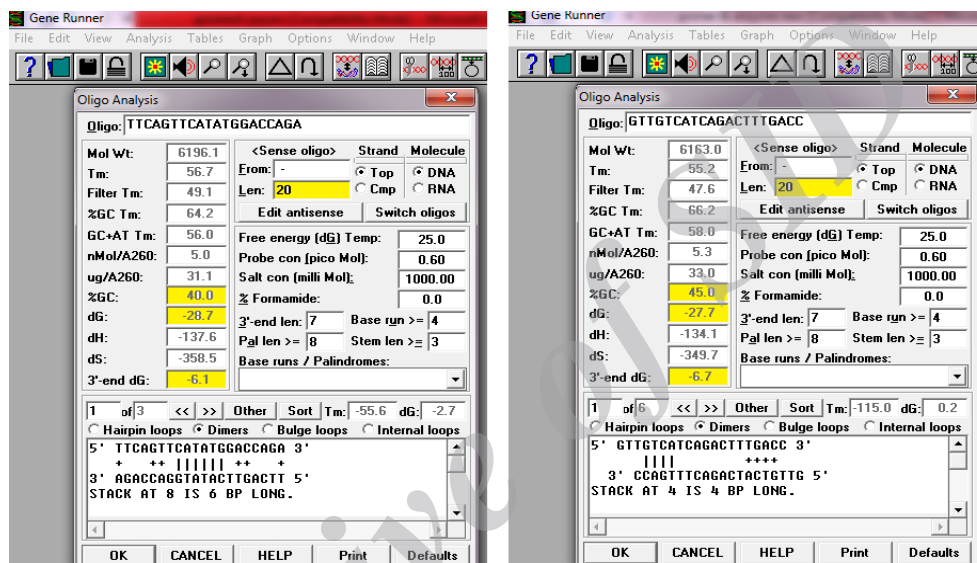 Gene Runner
File Edit View Analysis Tables Graph Options Window Help
Oligo Analysis
Oligo: TTCAGTTCATATGGACCAGA
Mol Wt: 6196.1 <Sense oligo> Strand Molecule
Tm: 56.7 From: - Top DNA
Filter Tm: 49.1 Len: 20 Cmp RNA
%GC Tm: 64.2 Edit antisense Switch oligos
GC+AT Tm: 56.0 Free energy (dG) Temp: 25.0
nMol/A260: 5.0 Probe con (pico Mol): 0.60
ug/A260: 31.1 Salt con (milli Mol): 1000.00
%GC: 40.0 % Formamide: 0.0
dG: -28.7 3'-end len: 7 Base run >= 4
dH: -137.6 Pal len >= 8 Stem len >= 3
dS: -358.5 Base runs / Palindromes:
3'-end dG: -6.1
1 of 3 << >> Other Sort Tm: -55.6 dG: -2.7
Hairpin loops Dimers Bulge loops Internal loops
5' TTCAGTTCATATGGACCAGA 3'
+ ++ |||||| ++ +
3' AGACCAGGTATACTTGACTT 5'
STACK AT 8 IS 6 BP LONG.
OK CANCEL HELP Print Defaults
Gene Runner
File Edit View Analysis Tables Graph Options Window Help
100
Oligo Analysis
Oligo: GTTGTCATCAGACTTTGACC
Mol Wt: 6163.0 <Sense oligo> Strand Molecule
Tm: 55.2 From: - Top DNA
Filter Tm: 47.6 Len: 20 Cmp RNA
%GC Tm: 66.2 Edit antisense Switch oligos
GC+AT Tm: 58.0 Free energy (dG) Temp: 25.0
nMol/A260: 5.3 Probe con (pico Mol): 0.60
ug/A260: 33.0 Salt con (milli Mol): 1000.00
%GC: 45.0 % Formamide: 0.0
dG: -27.7 3'-end len: 7 Base run >= 4
dH: -134.1 Pal len >= 8 Stem len >= 3
dS: -349.7 Base runs / Palindromes:
3'-end dG: -6.7
1 of 6 << >> Other Sort Tm: -115.0 dG: 0.2
Hairpin loops Dimers Bulge loops Internal loops
5' GTTGTCATCAGACTTTGACC 3'
|||| ++++
3' CCAGTTTCAGACTACTGTTG 5'
STACK AT 4 IS 4 BP LONG.
OK CANCEL HELP Print Defaults
ive of SID